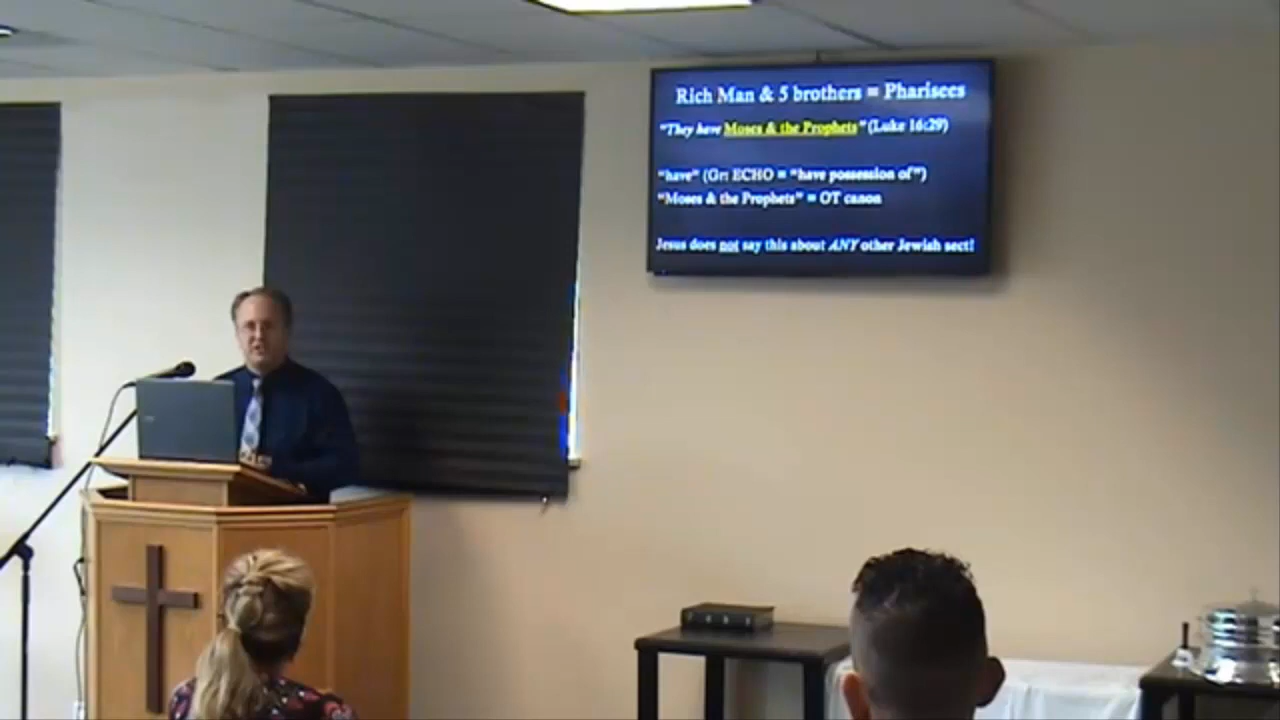 Rich Man & 5 brothers = Pharisees
"They have Moses & the Prophets" (Luke 16:29)
"have" (Gr: ECHO = "have possession of")
"Moses & the Prophets" = OT canon
Jesus does not say this about ANY other Jewish sect!